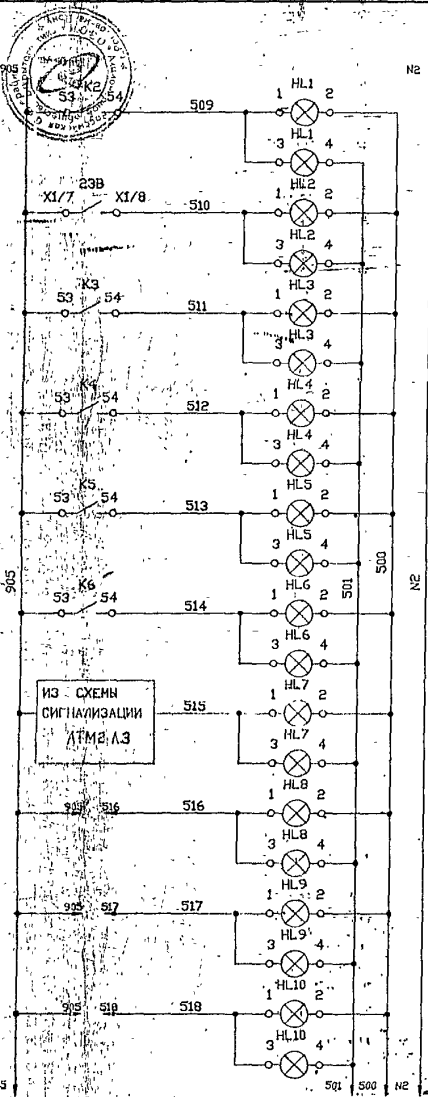 905
N2
K2
53 54
509
HL1
1 2
HL1
3 4
HL2
23В
X1/7 X1/8
510
1 2
HL2
3 4
HL3
K3
53 54
511
1 2
HL3
3 4
HL4
K4
53 54
512
1 2
HL4
3 4
HL5
K5
53 54
513
1 2
HL5
3 4
HL6
905
501
500
N2
K6
53 54
514
1 2
HL6
3 4
HL7
ИЗ СХЕМЫ
СИГНАЛИЗАЦИИ
ЛТМ2 Л.3
515
1 2
HL7
3 4
HL8
905 516
516
1 2
HL8
3 4
HL9
905 517
517
1 2
HL9
3 4
HL10
905 518
518
1 2
HL10
3 4
501 500 N2